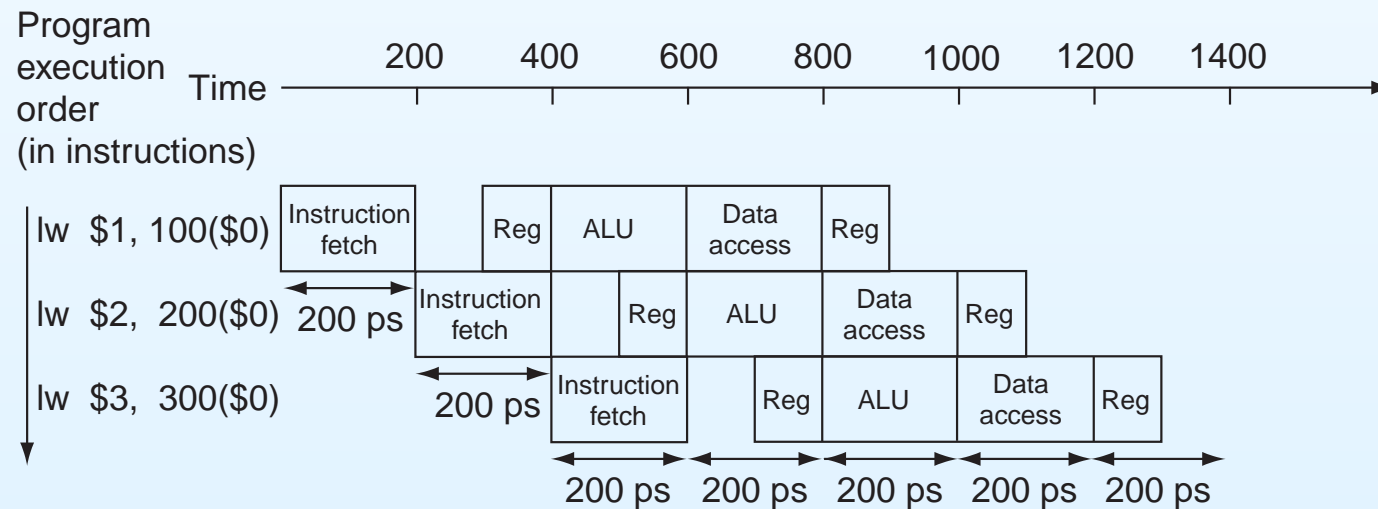 Program
execution
order
(in instructions)
Time
200 400 600 800 1000 1200 1400
lw $1, 100($0)
Instruction
fetch
Reg
ALU
Data
access
Reg
lw $2, 200($0)
200 ps
Instruction
fetch
Reg
ALU
Data
access
Reg
lw $3, 300($0)
200 ps
Instruction
fetch
Reg
ALU
Data
access
Reg
200 ps 200 ps 200 ps 200 ps 200 ps